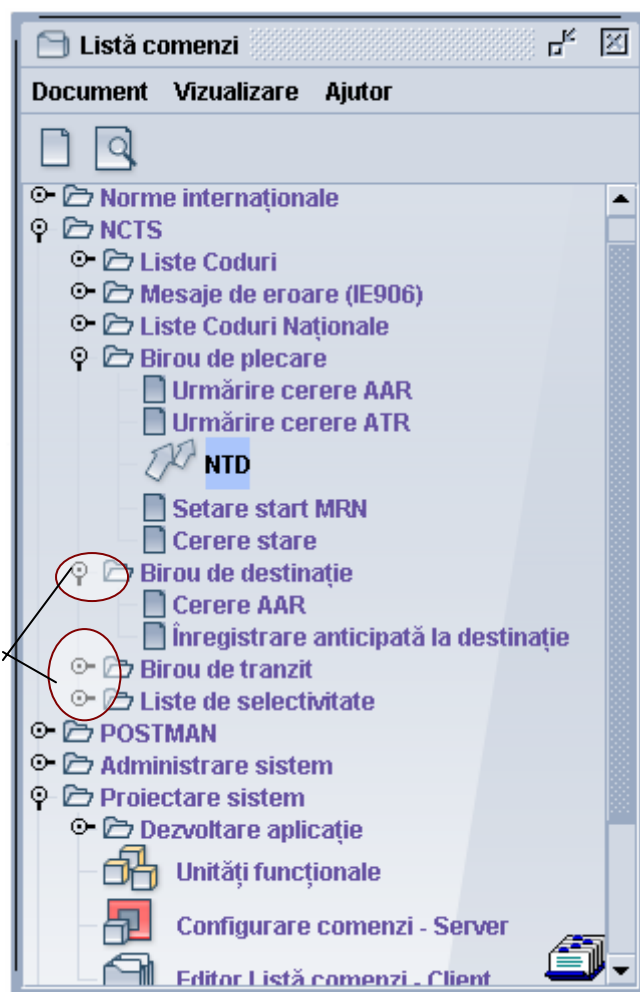 Listă comenzi
Document Vizualizare Ajutor
Norme internaționale
NCTS
Liste Coduri
Mesaje de eroare (IE906)
Liste Coduri Naționale
Birou de plecare
Urmărire cerere AAR
Urmărire cerere ATR
NTD
Setare start MRN
Cerere stare
Birou de destinație
Cerere AAR
Înregistrare anticipată la destinație
Birou de tranzit
Liste de selectivitate
POSTMAN
Administrare sistem
Proiectare sistem
Dezvoltare aplicație
Unități funcționale
Configurare comenzi - Server
Editor Listă comenzi - Client